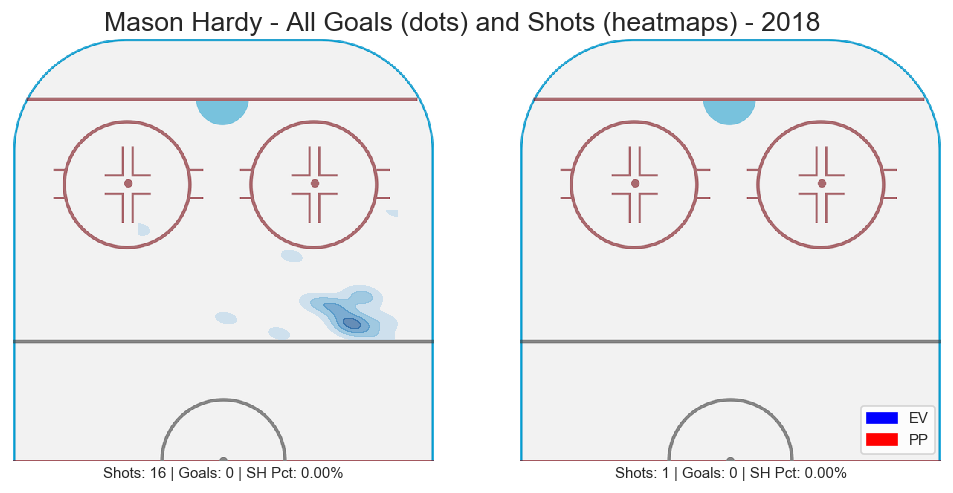 Mason Hardy - All Goals (dots) and Shots (heatmaps) - 2018
EV
PP
Shots: 16 | Goals: 0 | SH Pct: 0.00%
Shots: 1 | Goals: 0 | SH Pct: 0.00%